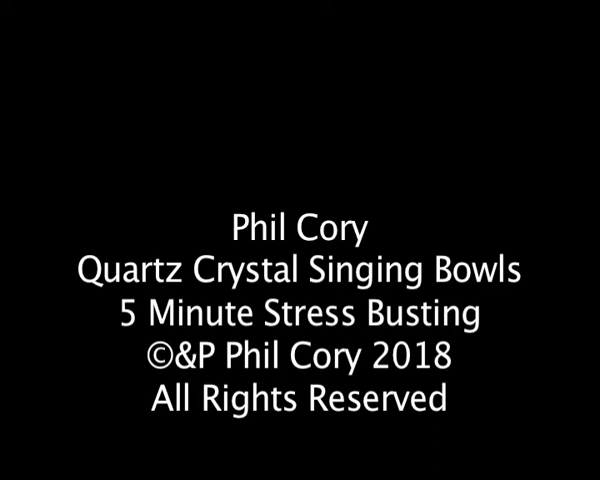 Phil Cory
Quartz Crystal Singing Bowls
5 Minute Stress Busting
©&P Phil Cory 2018
All Rights Reserved